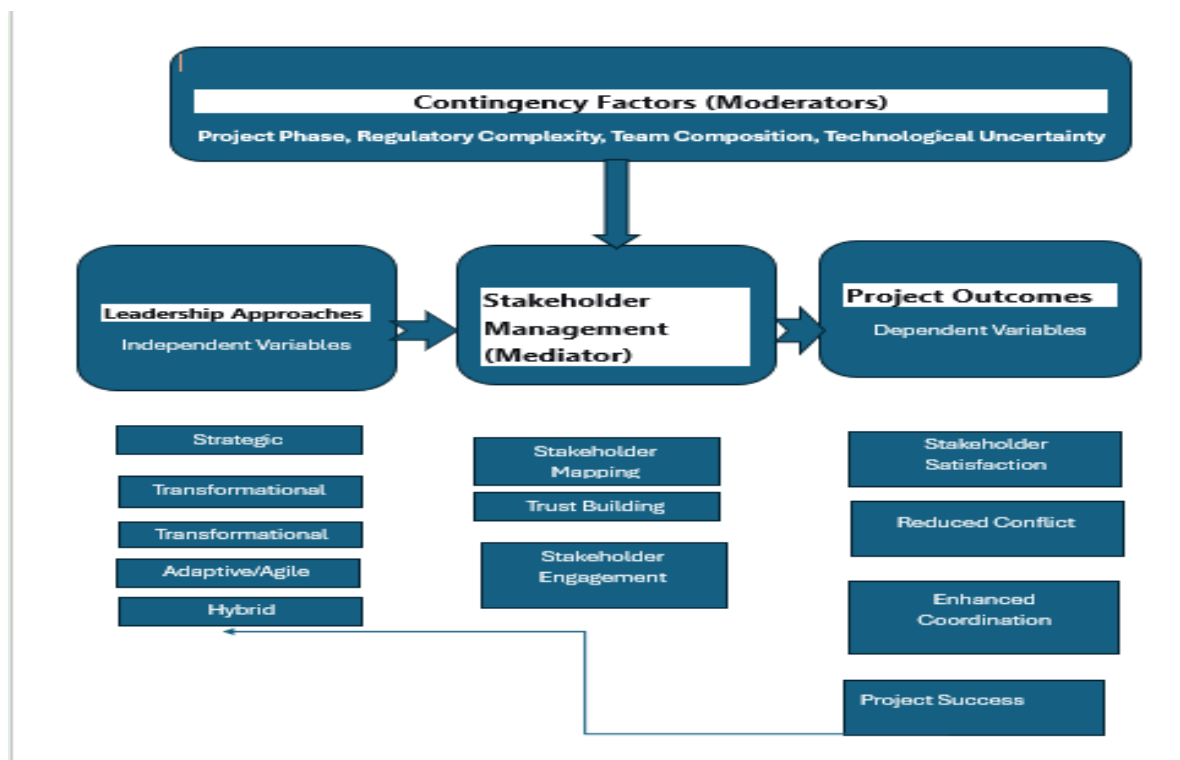 Contingency Factors (Moderators)
Project Phase, Regulatory Complexity, Team Composition, Technological Uncertainty
Leadership Approaches
Independent Variables
Stakeholder
Management
(Mediator)
Project Outcomes
Dependent Variables
Strategic
Transformational
Transformational
Adaptive/Agile
Hybrid
Stakeholder
Mapping
Trust Building
Stakeholder
Engagement
Stakeholder
Satisfaction
Reduced Conflict
Enhanced
Coordination
Project Success